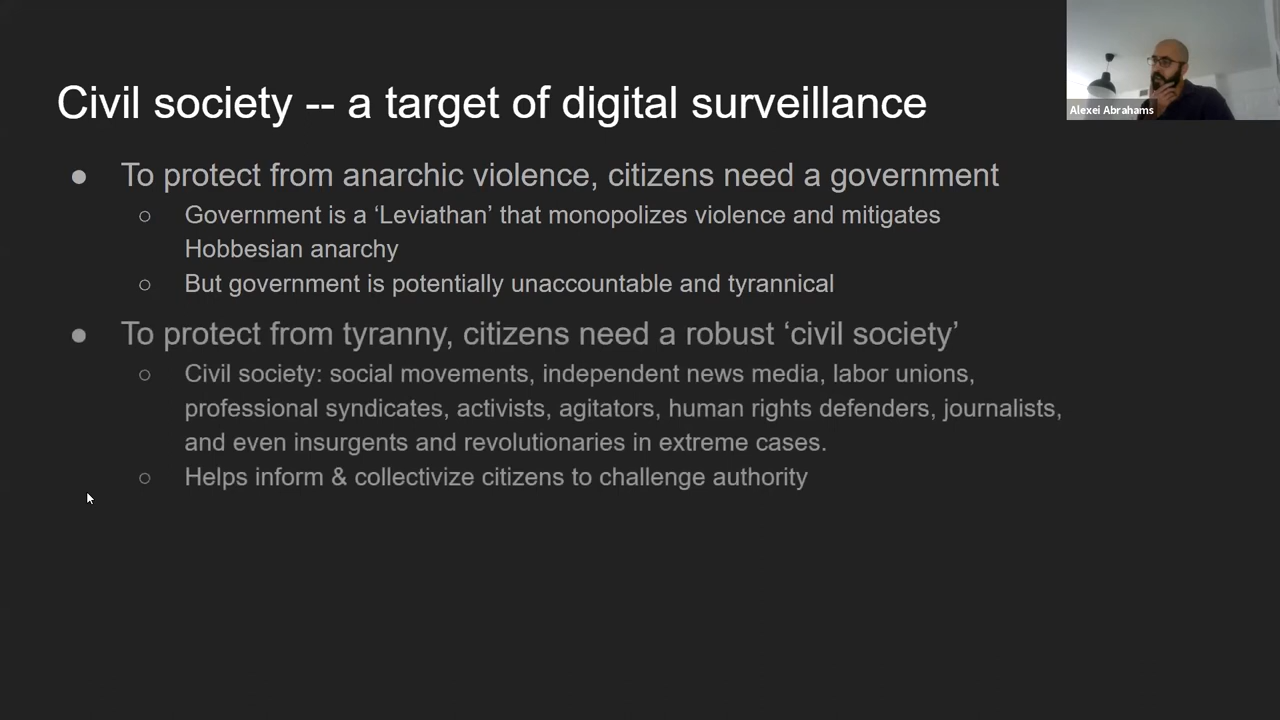 Civil society -- a target of digital surveillance
Alexei Abrahams
● To protect from anarchic violence, citizens need a government
○ Government is a ‘Leviathan’ that monopolizes violence and mitigates
Hobbesian anarchy
○ But government is potentially unaccountable and tyrannical
● To protect from tyranny, citizens need a robust ‘civil society’
○ Civil society: social movements, independent news media, labor unions,
professional syndicates, activists, agitators, human rights defenders, journalists,
and even insurgents and revolutionaries in extreme cases.
○ Helps inform & collectivize citizens to challenge authority